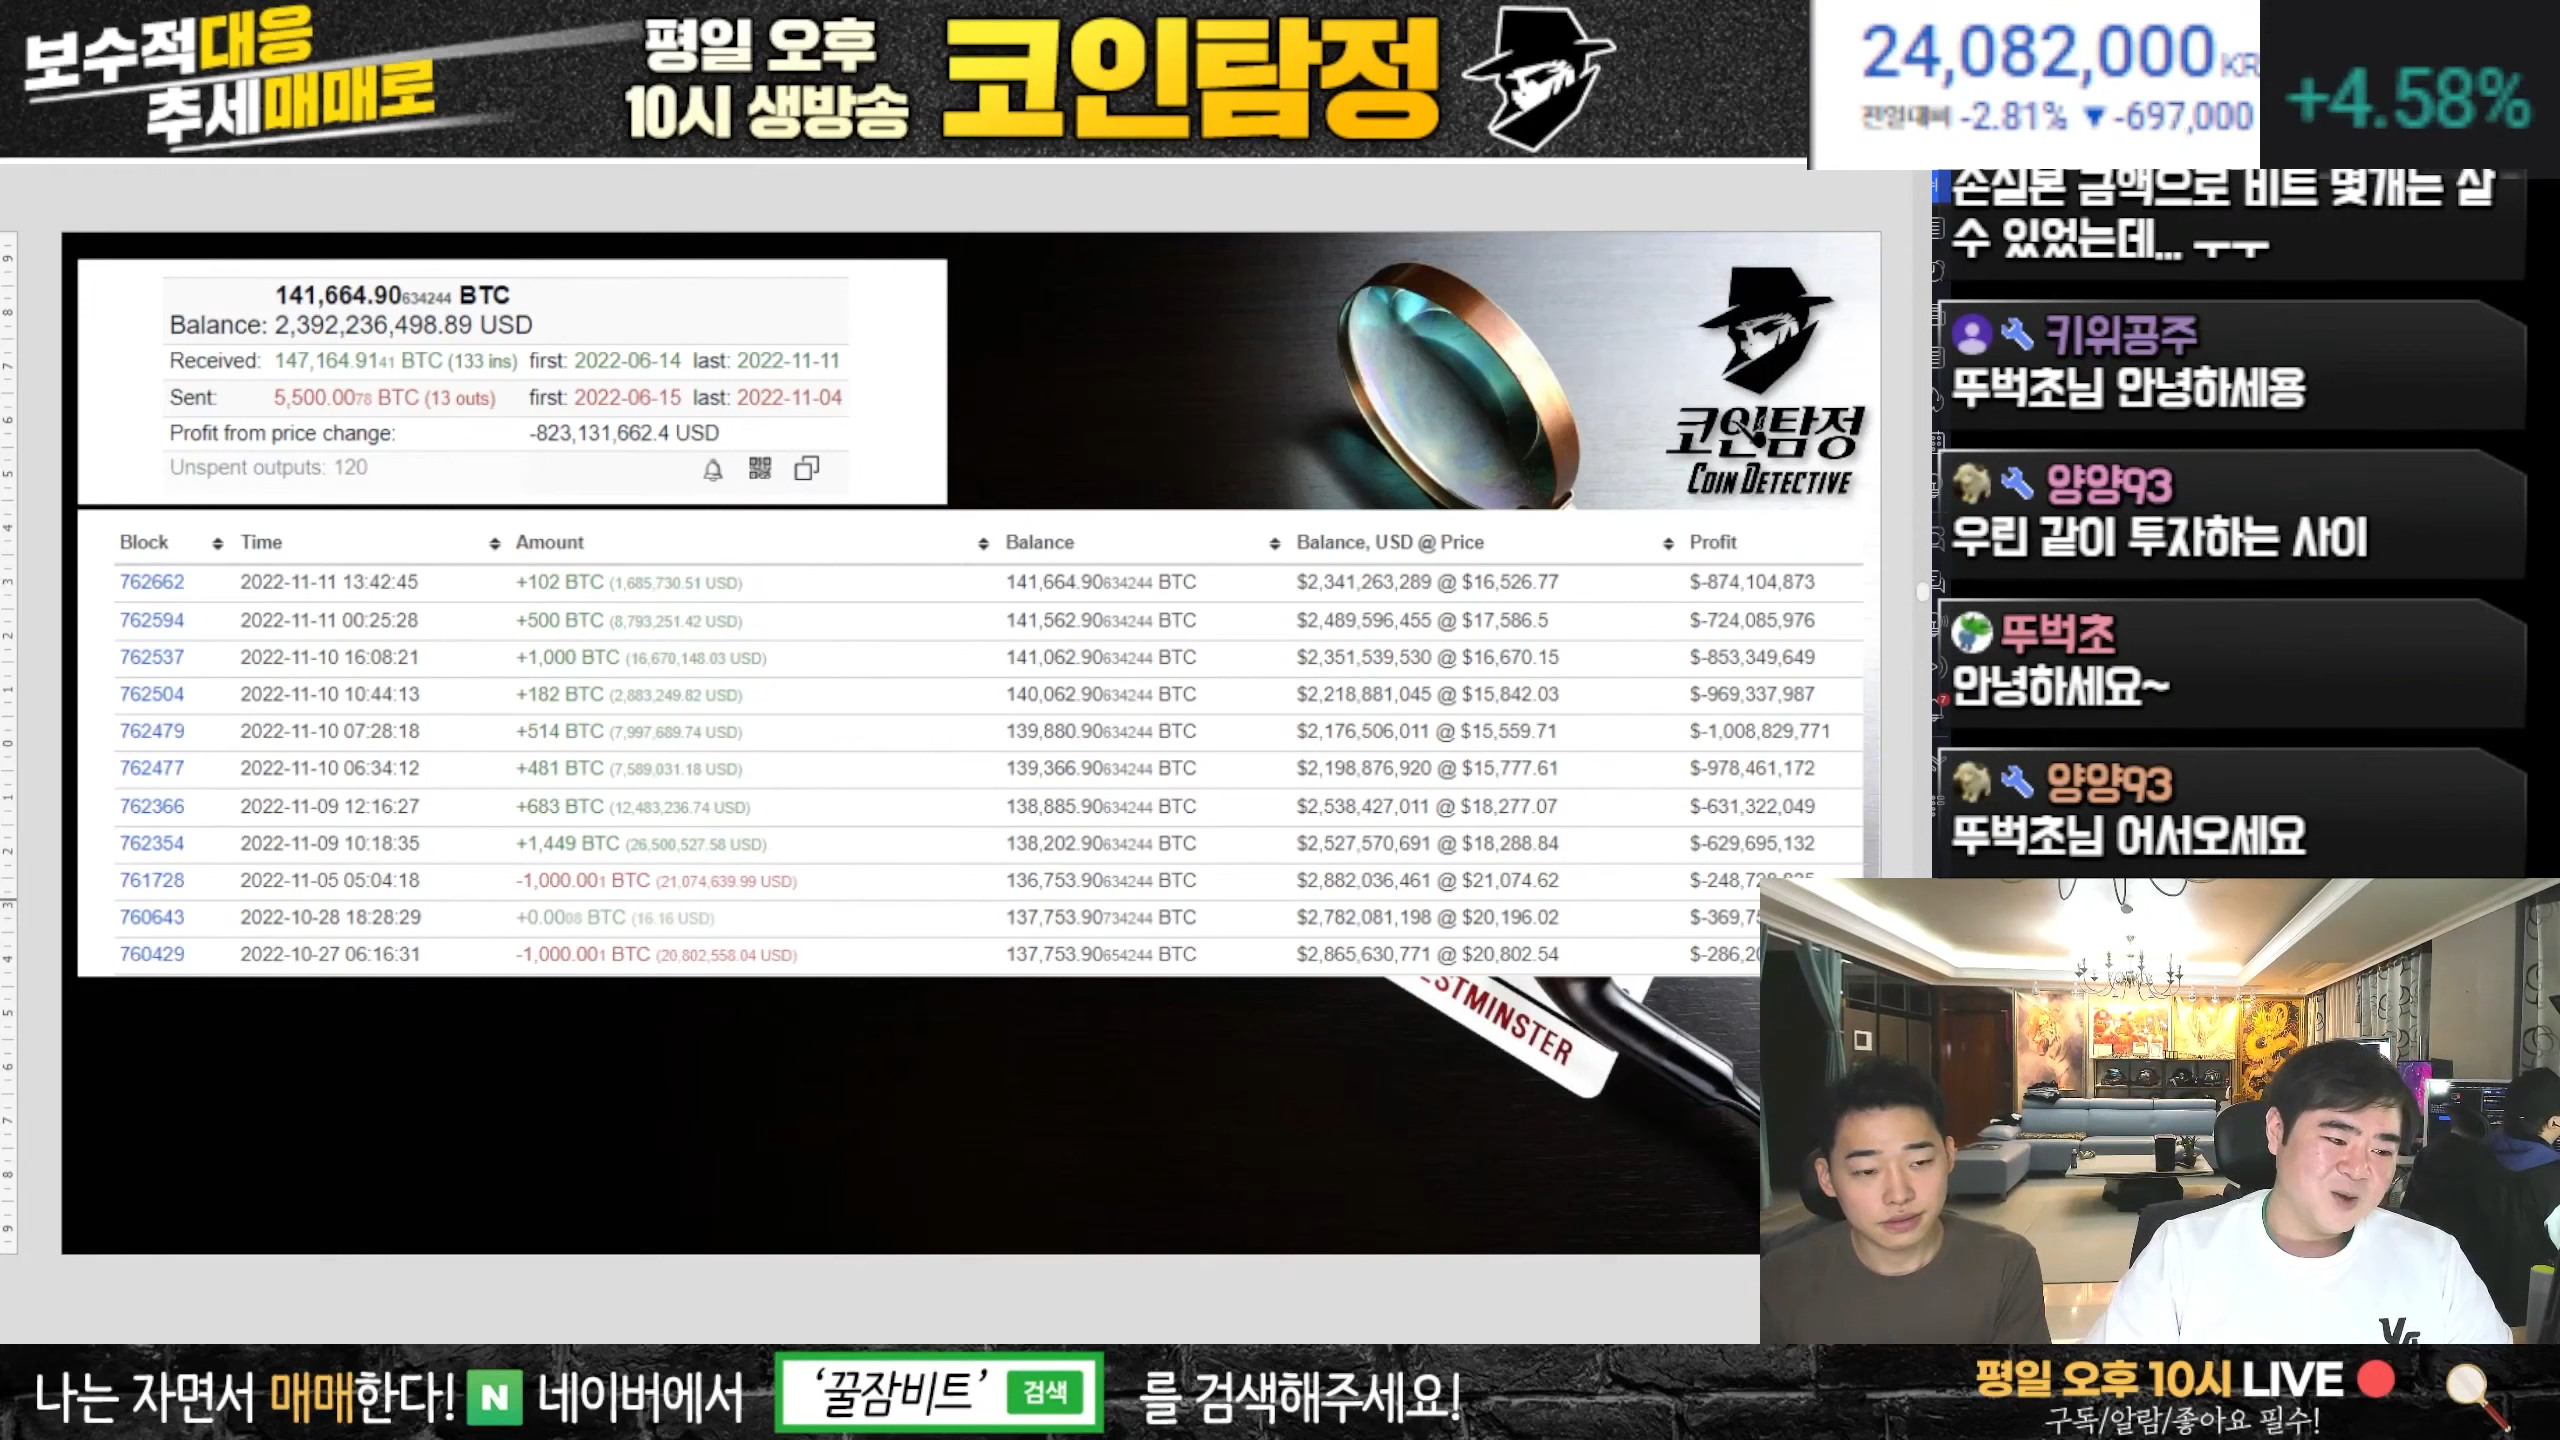 보수적대응
추세매매로
평일 오후
10시 생방송
코인탐정
24,082,000 KR
전일대비 -2.81% ▼ -697,000
+4.58%
손실본 금액으로 비트 몇개는 살
수 있었는데... ㅜㅜ
키위공주
뚜벅초님 안녕하세용
양양93
우린 같이 투자하는 사이
뚜벅초
안녕하세요~
양양93
뚜벅초님 어서오세요
141,664.90634244 BTC
Balance: 2,392,236,498.89 USD
Received: 147,164.9141 BTC (133 ins) first: 2022-06-14 last: 2022-11-11
Sent: 5,500.0078 BTC (13 outs) first: 2022-06-15 last: 2022-11-04
Profit from price change: -823,131,662.4 USD
Unspent outputs: 120
코인탐정
COIN DETECTIVE
Block Time Amount Balance Balance, USD @ Price Profit
762662 2022-11-11 13:42:45 +102 BTC (1,685,730.51 USD) 141,664.90634244 BTC $2,341,263,289 @ $16,526.77 $-874,104,873
762594 2022-11-11 00:25:28 +500 BTC (8,793,251.42 USD) 141,562.90634244 BTC $2,489,596,455 @ $17,586.5 $-724,085,976
762537 2022-11-10 16:08:21 +1,000 BTC (16,670,148.03 USD) 141,062.90634244 BTC $2,351,539,530 @ $16,670.15 $-853,349,649
762504 2022-11-10 10:44:13 +182 BTC (2,883,249.82 USD) 140,062.90634244 BTC $2,218,881,045 @ $15,842.03 $-969,337,987
762479 2022-11-10 07:28:18 +514 BTC (7,997,689.74 USD) 139,880.90634244 BTC $2,176,506,011 @ $15,559.71 $-1,008,829,771
762477 2022-11-10 06:34:12 +481 BTC (7,589,031.18 USD) 139,366.90634244 BTC $2,198,876,920 @ $15,777.61 $-978,461,172
762366 2022-11-09 12:16:27 +683 BTC (12,483,236.74 USD) 138,885.90634244 BTC $2,538,427,011 @ $18,277.07 $-631,322,049
762354 2022-11-09 10:18:35 +1,449 BTC (26,500,527.58 USD) 138,202.90634244 BTC $2,527,570,691 @ $18,288.84 $-629,695,132
761728 2022-11-05 05:04:18 -1,000.001 BTC (21,074,639.99 USD) 136,753.90634244 BTC $2,882,036,461 @ $21,074.62
760643 2022-10-28 18:28:29 +0.0008 BTC (16.16 USD) 137,753.90734244 BTC $2,782,081,198 @ $20,196.02
760429 2022-10-27 06:16:31 -1,000.001 BTC (20,802,558.04 USD) 137,753.90654244 BTC $2,865,630,771 @ $20,802.54
ESTMINSTER
나는 자면서 매매한다! N 네이버에서 '꿀잠비트' 검색 를 검색해주세요!
평일 오후 10시 LIVE
구독/알람/좋아요 필수!